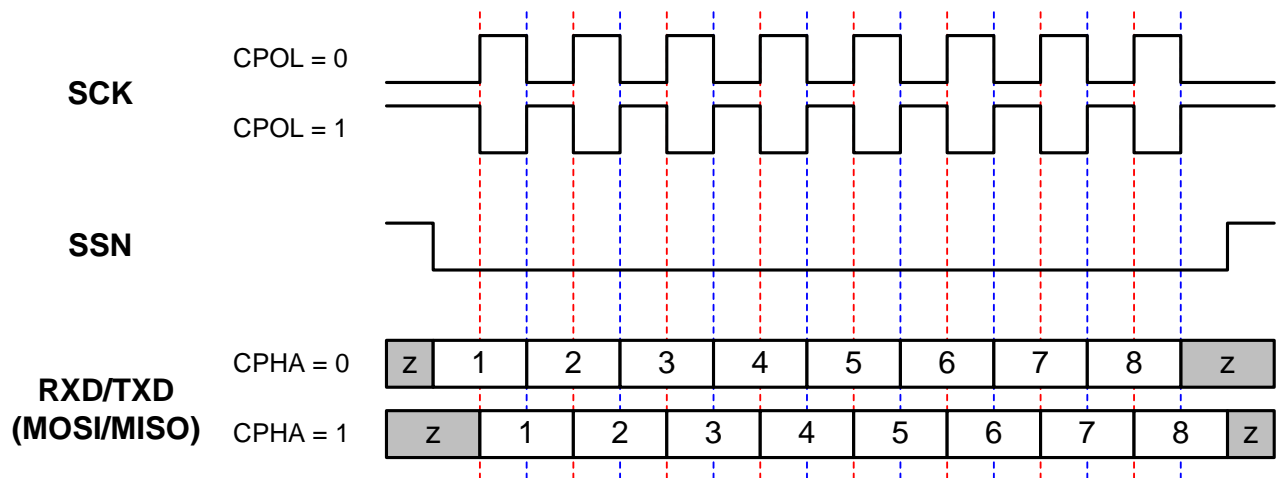 CPOL = 0
SCK
CPOL = 1
SSN
CPHA = 0 z 1 2 3 4 5 6 7 8 z
RXD/TXD
(MOSI/MISO)
CPHA = 1 z 1 2 3 4 5 6 7 8 z